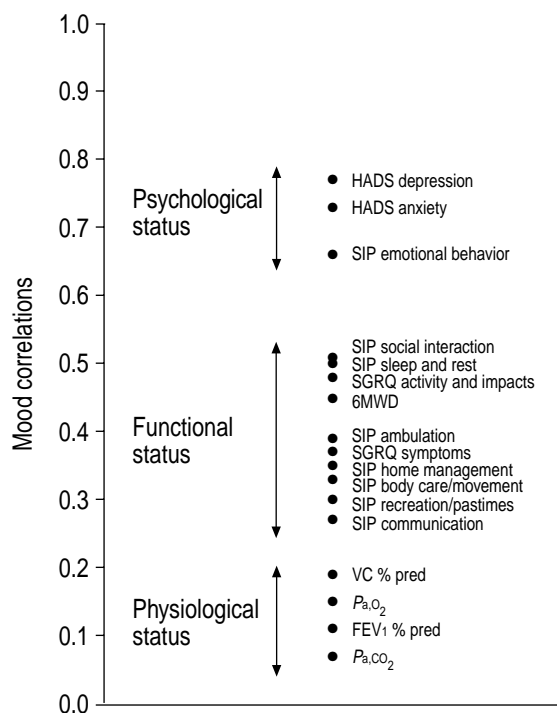 1.0
0.9
0.8
0.7
0.6
0.5
0.4
0.3
0.2
0.1
0.0
Mood correlations
Psychological
status
HADS depression
HADS anxiety
SIP emotional behavior
Functional
status
SIP social interaction
SIP sleep and rest
SGRQ activity and impacts
6MWD
SIP ambulation
SGRQ symptoms
SIP home management
SIP body care/movement
SIP recreation/pastimes
SIP communication
Physiological
status
VC % pred
Pa,O2
FEV1 % pred
Pa,CO2